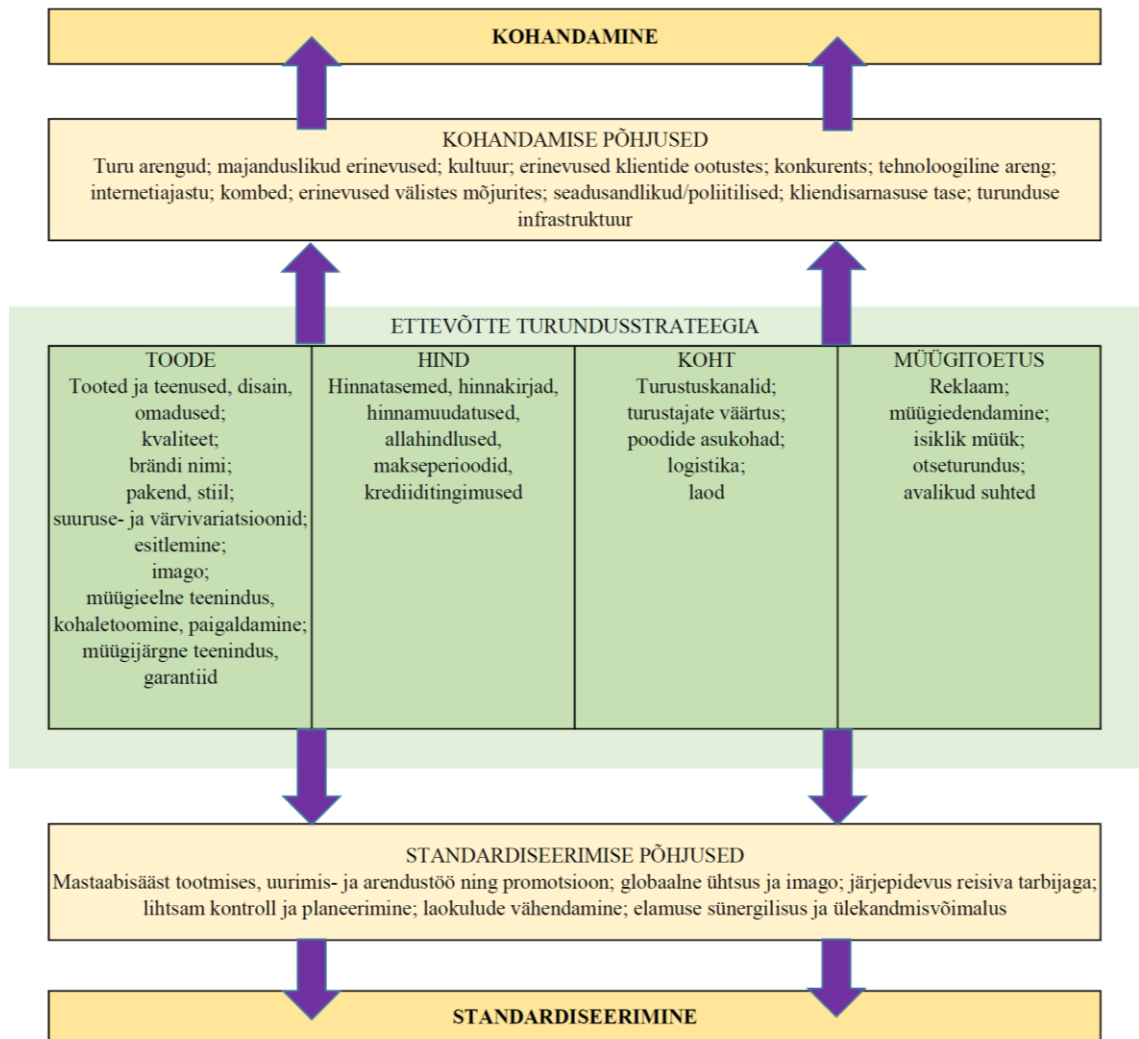 KOHANDAMINE
KOHANDAMISE PÕHJUSED
Turu arengud; majanduslikud erinevused; kultuur; erinevused klientide ootustes; konkurents; tehnoloogiline areng;
internetiajastu; kombed; erinevused välistes mõjurites; seadusandlikud/poliitilised; kliendisarnasuse tase; turunduse
infrastruktuur
ETTEVÕTTE TURUNDUSSTRATEEGIA
TOODE
Tooted ja teenused, disain,
omadused;
kvaliteet;
brändi nimi;
pakend, stiil;
suuruse- ja värvivariatsioonid;
esitlemine;
imago;
müügieelne teenindus,
kohaletoomine, paigaldamine;
müügijärgne teenindus,
garantiid
HIND
Hinnatasemed, hinnakirjad,
hinnamuudatused,
allahindlused,
makseperioodid,
krediiditingimused
KOHT
Turustuskanalid;
turustajate väärtus;
poodide asukohad;
logistika;
laod
MÜÜGITOETUS
Reklaam;
müügiedendamine;
isiklik müük;
otseturundus;
avalikud suhted
STANDARDISEERIMISE PÕHJUSED
Mastaabisääst tootmises, uurimis- ja arendustöö ning promotsioon; globaalne ühtsus ja imago; järjepidevus reisiva tarbijaga;
lihtsam kontroll ja planeerimine; laokulude vähendamine; elamuse sünergilisus ja ülekandmisvõimalus
STANDARDISEERIMINE